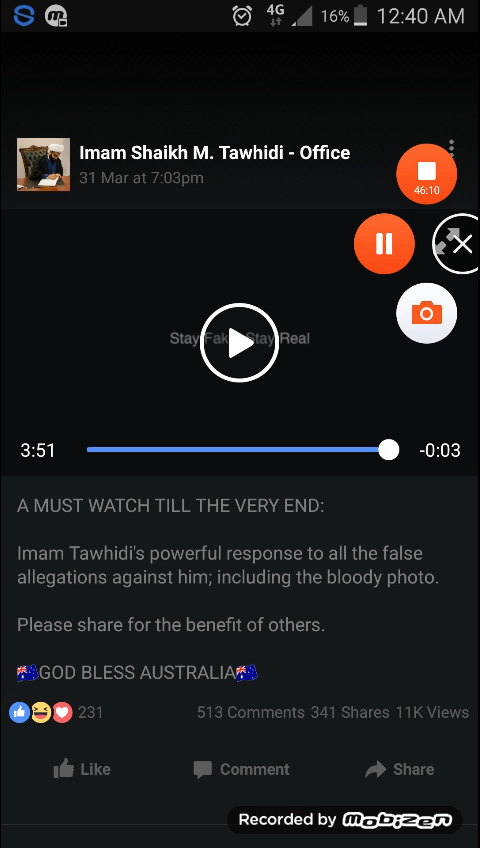 4G 16% 12:40 AM
Imam Shaikh M. Tawhidi - Office
31 Mar at 7:03pm
46:10
Stay Fake Stay Real
3:51 -0:03
A MUST WATCH TILL THE VERY END:
Imam Tawhidi's powerful response to all the false
allegations against him; including the bloody photo.
Please share for the benefit of others.
🇦🇺GOD BLESS AUSTRALIA🇦🇺
231 513 Comments 341 Shares 11K Views
Like Comment Share
Recorded by Mobizen